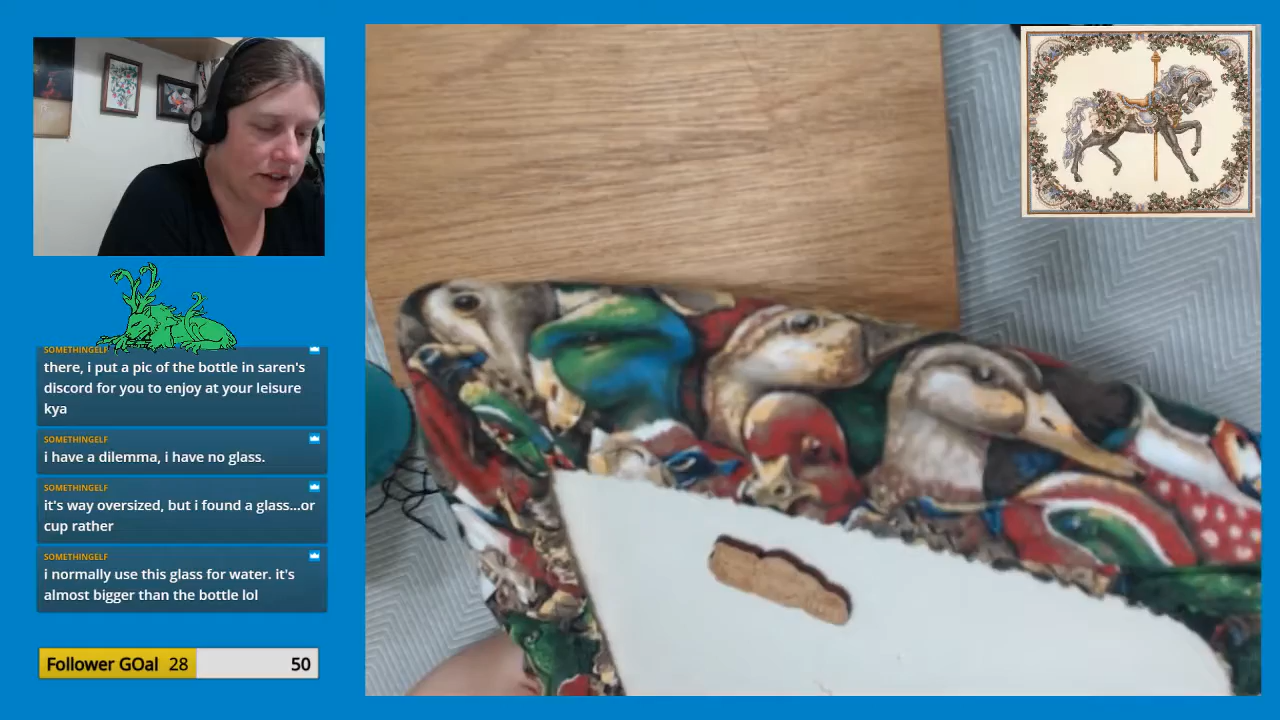 SOMETHINGELF
there, i put a pic of the bottle in saren's
discord for you to enjoy at your leisure
kya
SOMETHINGELF
i have a dilemma, i have no glass.
SOMETHINGELF
it's way oversized, but i found a glass...or
cup rather
SOMETHINGELF
i normally use this glass for water. it's
almost bigger than the bottle lol
Follower GOal 28 50